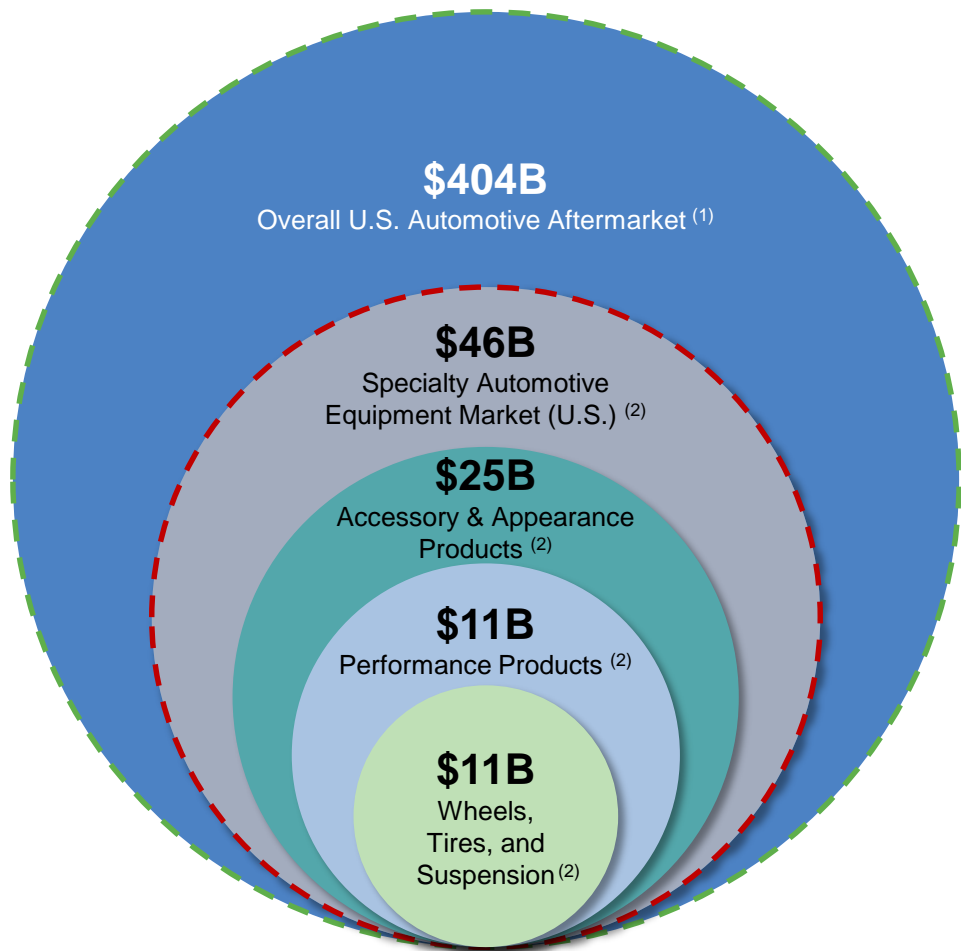 $404B
Overall U.S. Automotive Aftermarket (1)
$46B
Specialty Automotive
Equipment Market (U.S.) (2)
$25B
Accessory & Appearance
Products (2)
$11B
Performance Products (2)
$11B
Wheels,
Tires, and
Suspension (2)